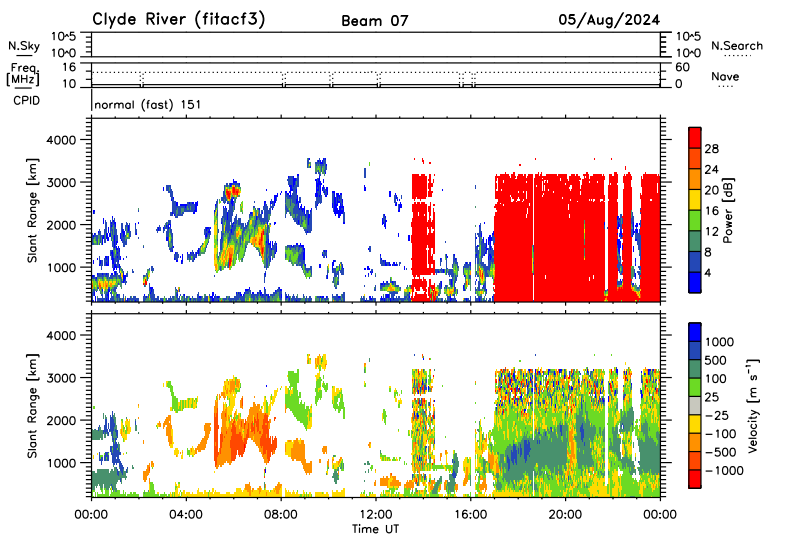 Clyde River (fitacf3) Beam 07 05/Aug/2024
N.Sky 10^5 10^5 N.Search
10^0 10^0
Freq. 16 60 Nave
[MHz] 10 0
CPID normal (fast) 151
4000
3000
2000
1000
Slant Range [km]
28
24
20
16
12
8
4
Power [dB]
4000
3000
2000
1000
Slant Range [km]
1000
500
100
25
−25
−100
−500
−1000
Velocity [m s⁻¹]
00:00 04:00 08:00 12:00 16:00 20:00 00:00
Time UT